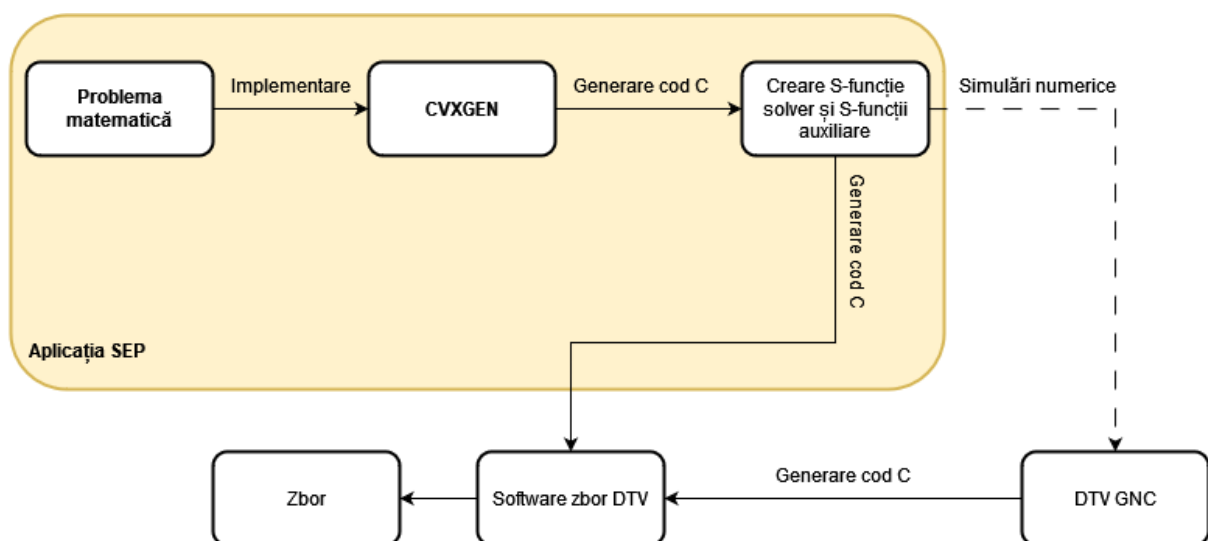 Problema
matematică
Implementare
CVXGEN
Generare cod C
Creare S-funcție
solver și S-funcții
auxiliare
Simulări numerice
Generare cod C
Aplicația SEP
Zbor
Software zbor DTV
Generare cod C
DTV GNC